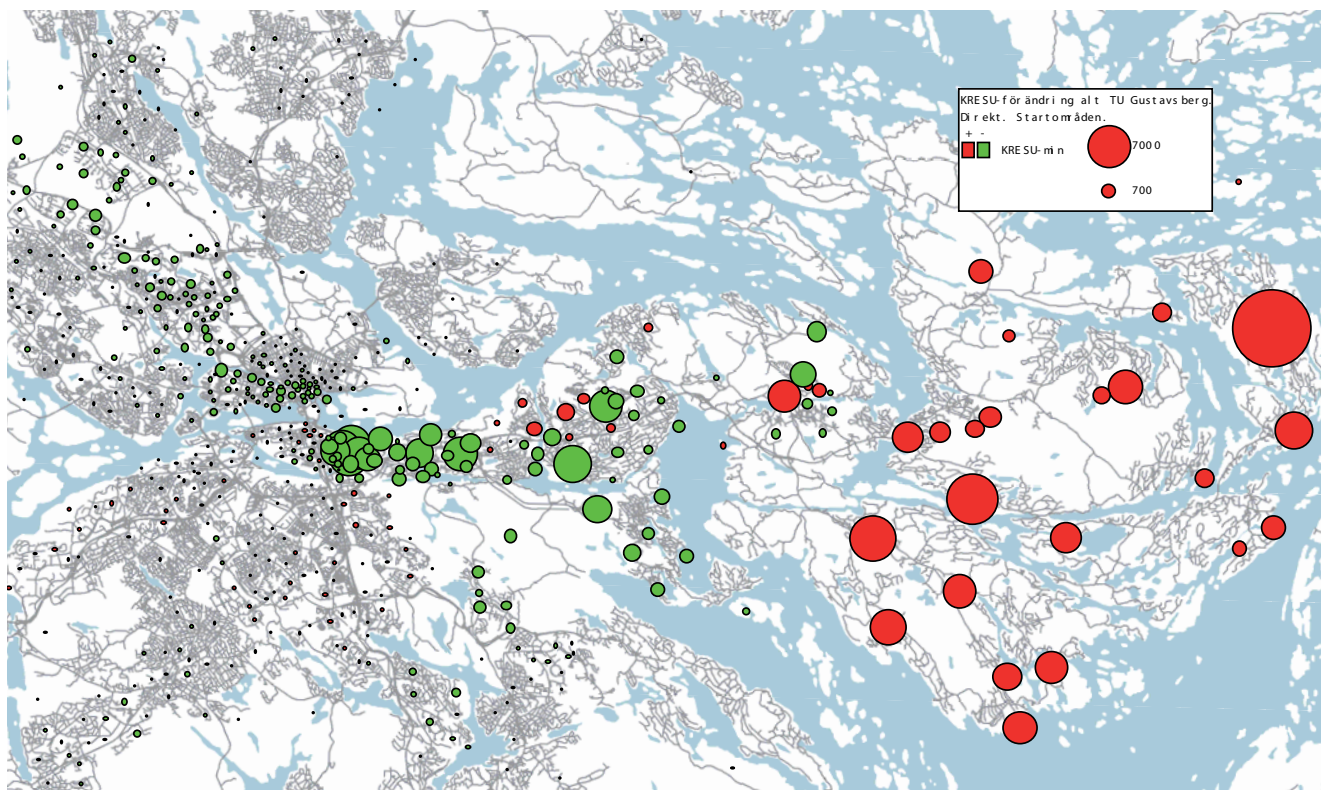 KRESU-förändring alt TU Gustavsberg.
Direkt. Startområden.
+ -
KRESU-min
7000
700